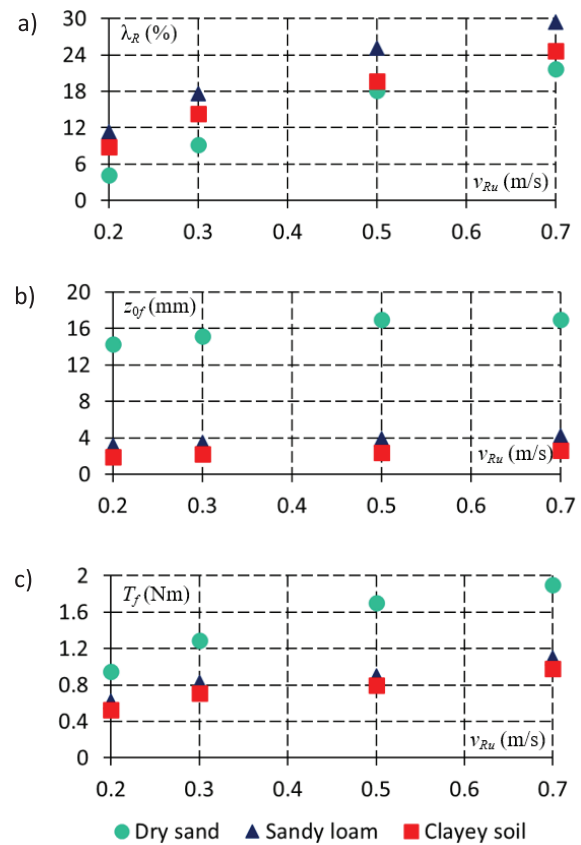 a)
λR (%)
30
24
18
12
6
0
vRu (m/s)
0.2 0.3 0.4 0.5 0.6 0.7
b)
z0f (mm)
20
16
12
8
4
0
vRu (m/s)
0.2 0.3 0.4 0.5 0.6 0.7
c)
Tf (Nm)
2
1.6
1.2
0.8
0.4
0
vRu (m/s)
0.2 0.3 0.4 0.5 0.6 0.7
Dry sand Sandy loam Clayey soil